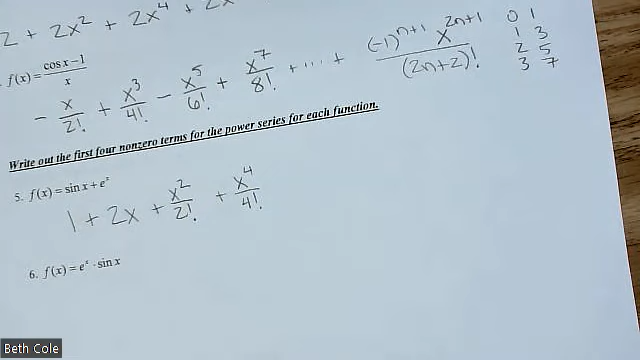 2 + 2x² + 2x⁴ + 2x
. f(x) = (cos x − 1)/x
− x/2! + x³/4! − x⁵/6! + x⁷/8! + ... + (-1)ⁿ⁺¹ x²ⁿ⁺¹/(2n+2)!
0 1
1 3
2 5
3 7
Write out the first four nonzero terms for the power series for each function.
5. f(x) = sin x + eˣ
1 + 2x + x²/2! + x⁴/4!
6. f(x) = eˣ · sin x
Beth Cole